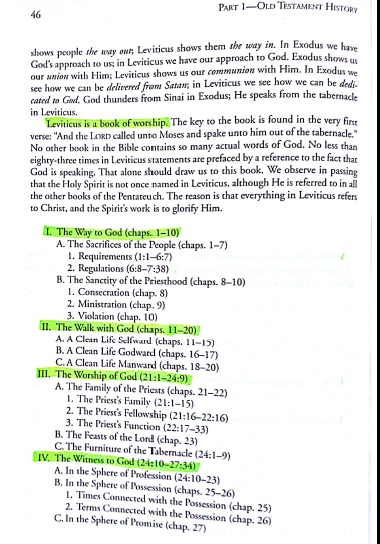 46
PART 1—OLD TESTAMENT HISTORY
shows people the way out; Leviticus shows them the way in. In Exodus we have
God's approach to us; in Leviticus we have our approach to God. Exodus shows us
our union with Him; Leviticus shows us our communion with Him. In Exodus we
see how we can be delivered from Satan; in Leviticus we see how we can be dedi-
cated to God. God thunders from Sinai in Exodus; He speaks from the tabernacle
in Leviticus.
Leviticus is a book of worship. The key to the book is found in the very first
verse: "And the LORD called unto Moses and spake unto him out of the tabernacle."
No other book in the Bible contains so many actual words of God. No less than
eighty-three times in Leviticus statements are prefaced by a reference to the fact that
God is speaking. That alone should draw us to this book. We observe in passing
that the Holy Spirit is not once named in Leviticus, although He is referred to in all
the other books of the Pentateuch. The reason is that everything in Leviticus refers
to Christ, and the Spirit's work is to glorify Him.
I. The Way to God (chaps. 1–10)
A. The Sacrifices of the People (chaps. 1–7)
1. Requirements (1:1–6:7)
2. Regulations (6:8–7:38)
B. The Sanctity of the Priesthood (chaps. 8–10)
1. Consecration (chap. 8)
2. Ministration (chap. 9)
3. Violation (chap. 10)
II. The Walk with God (chaps. 11–20)
A. A Clean Life Selfward (chaps. 11–15)
B. A Clean Life Godward (chaps. 16–17)
C. A Clean Life Manward (chaps. 18–20)
III. The Worship of God (21:1–24:9)
A. The Family of the Priests (chaps. 21–22)
1. The Priest's Family (21:1–15)
2. The Priest's Fellowship (21:16–22:16)
3. The Priest's Function (22:17–33)
B. The Feasts of the Lord (chap. 23)
C. The Furniture of the Tabernacle (24:1–9)
IV. The Witness to God (24:10–27:34)
A. In the Sphere of Profession (24:10–23)
B. In the Sphere of Possession (chaps. 25–26)
1. Times Connected with the Possession (chap. 25)
2. Terms Connected with the Possession (chap. 26)
C. In the Sphere of Promise (chap. 27)